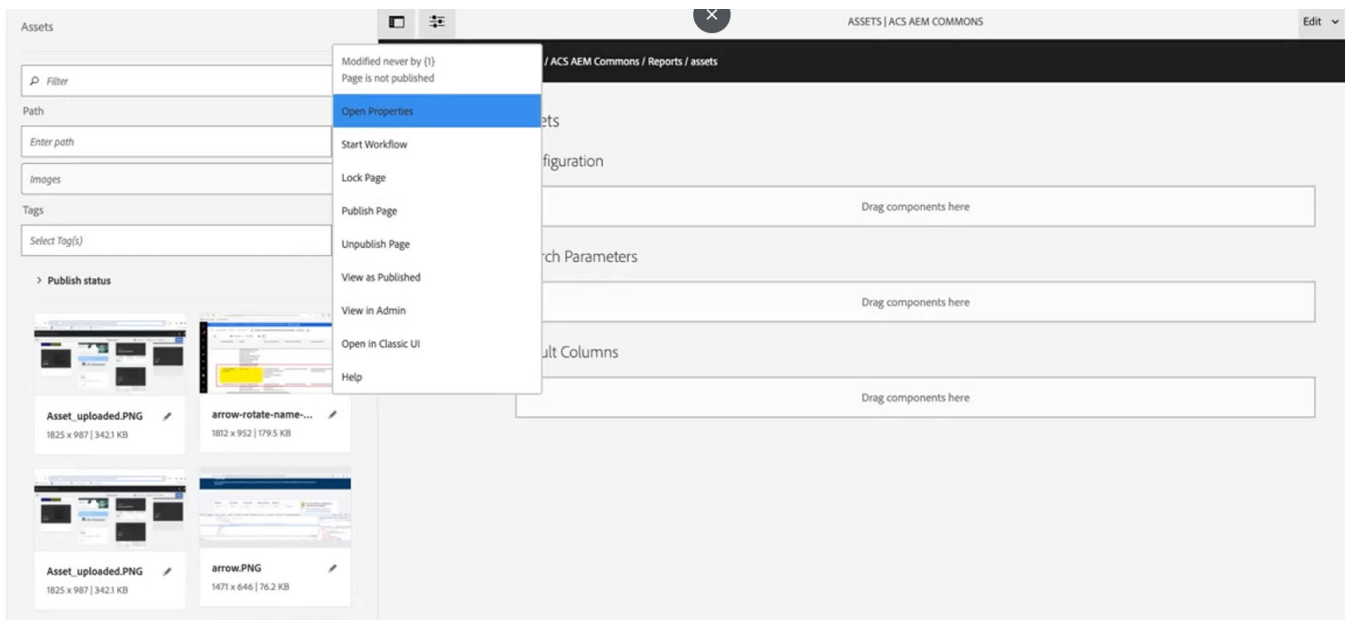 Assets
ASSETS | ACS AEM COMMONS
Edit
Filter
Path
Enter path
Images
Tags
Select Tag(s)
Publish status
Asset_uploaded.PNG
1825 x 987 | 342.1 KB
arrow-rotate-name-...
1812 x 952 | 179.5 KB
Asset_uploaded.PNG
1825 x 987 | 342.1 KB
arrow.PNG
1471 x 646 | 76.2 KB
Modified never by {1}
Page is not published
Open Properties
Start Workflow
Lock Page
Publish Page
Unpublish Page
View as Published
View in Admin
Open in Classic UI
Help
/ ACS AEM Commons / Reports / assets
ets
figuration
Drag components here
rch Parameters
Drag components here
ult Columns
Drag components here